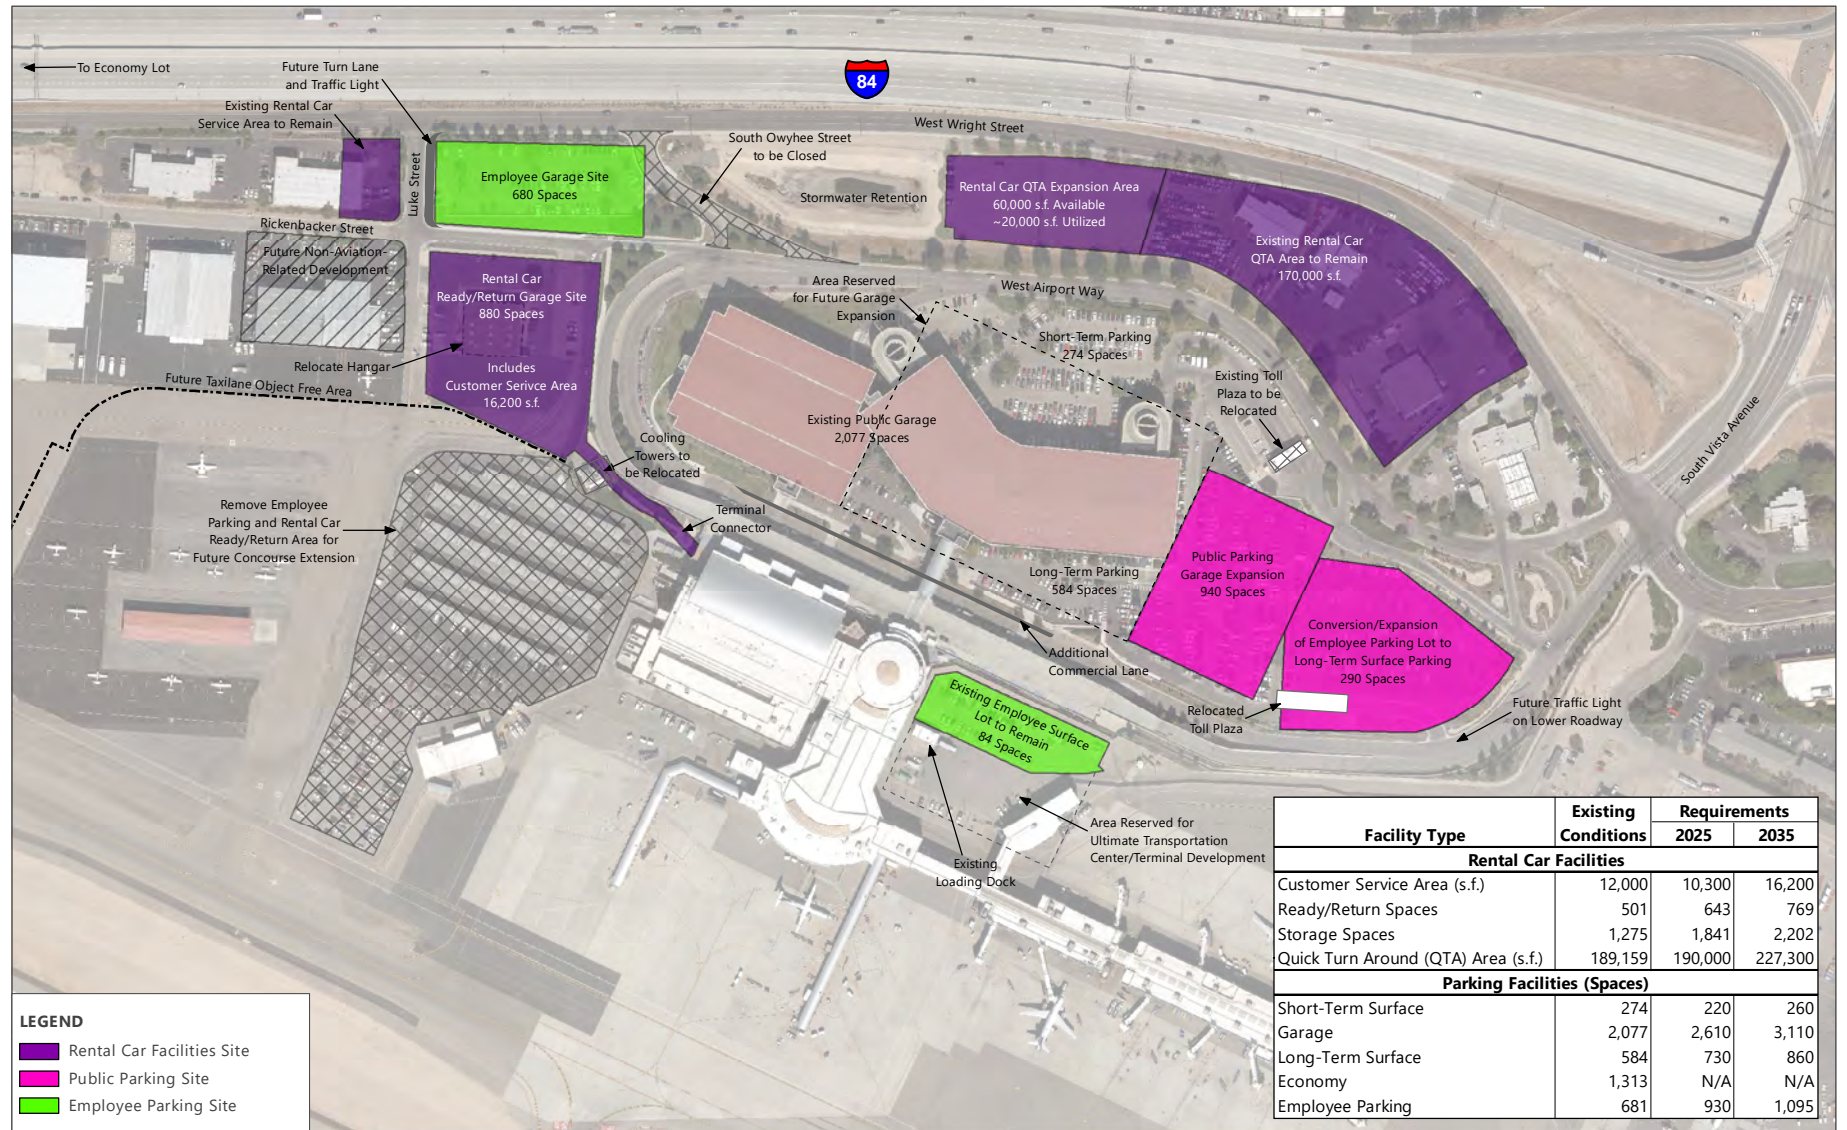 To Economy Lot
Future Turn Lane
and Traffic Light
84
Existing Rental Car
Service Area to Remain
West Wright Street
South Owyhee Street
to be Closed
Luke Street
Employee Garage Site
680 Spaces
Stormwater Retention
Rental Car QTA Expansion Area
60,000 s.f. Available
~20,000 s.f. Utilized
Existing Rental Car
QTA Area to Remain
170,000 s.f.
Rickenbacker Street
Future Non-Aviation-
Related Development
Rental Car
Ready/Return Garage Site
880 Spaces
Includes
Customer Serivce Area
16,200 s.f.
Relocate Hangar
Area Reserved
for Future Garage
Expansion
West Airport Way
Short-Term Parking
274 Spaces
Existing Toll
Plaza to be
Relocated
Future Taxilane Object Free Area
Existing Public Garage
2,077 Spaces
South Vista Avenue
Cooling
Towers to
be Relocated
Terminal
Connector
Remove Employee
Parking and Rental Car
Ready/Return Area for
Future Concourse Extension
Long-Term Parking
584 Spaces
Public Parking
Garage Expansion
940 Spaces
Conversion/Expansion
of Employee Parking Lot to
Long-Term Surface Parking
290 Spaces
Additional
Commercial Lane
Existing Employee Surface
Lot to Remain
84 Spaces
Relocated
Toll Plaza
Future Traffic Light
on Lower Roadway
Existing
Loading Dock
Area Reserved for
Ultimate Transportation
Center/Terminal Development
Existing Requirements
Facility Type Conditions 2025 2035
Rental Car Facilities
Customer Service Area (s.f.) 12,000 10,300 16,200
Ready/Return Spaces 501 643 769
Storage Spaces 1,275 1,841 2,202
Quick Turn Around (QTA) Area (s.f.) 189,159 190,000 227,300
Parking Facilities (Spaces)
Short-Term Surface 274 220 260
Garage 2,077 2,610 3,110
Long-Term Surface 584 730 860
Economy 1,313 N/A N/A
Employee Parking 681 930 1,095
LEGEND
Rental Car Facilities Site
Public Parking Site
Employee Parking Site